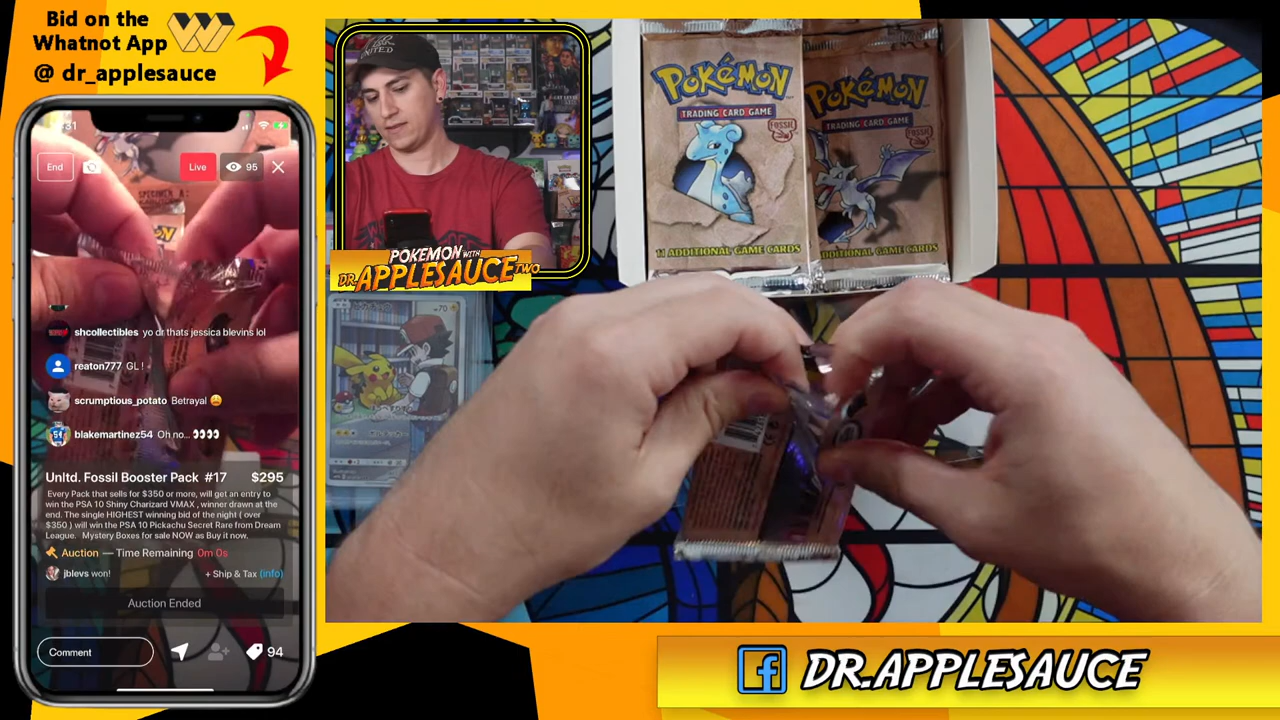 Bid on the
Whatnot App
@ dr_applesauce
End
Live
95
shcollectibles yo dr thats jessica blevins lol
reaton777 GL !
scrumptious_potato Betrayal 😩
blakemartinez54 Oh no... 👀👀
Unltd. Fossil Booster Pack #17 $295
Every Pack that sells for $350 or more, will get an entry to
win the PSA 10 Shiny Charizard VMAX , winner drawn at the
end. The single HIGHEST winning bid of the night ( over
$350 ) will win the PSA 10 Pickachu Secret Rare from Dream
League. Mystery Boxes for sale NOW as Buy it now.
Auction — Time Remaining 0m 0s
jblevs won! + Ship & Tax (info)
Auction Ended
Comment
94
POKEMON WITH
DR. APPLESAUCE TWO
POKéMON
TRADING CARD GAME
FOSSIL
11 ADDITIONAL GAME CARDS
POKéMON
TRADING CARD GAME
FOSSIL
DITIONAL GAME CARDS
70
DR.APPLESAUCE